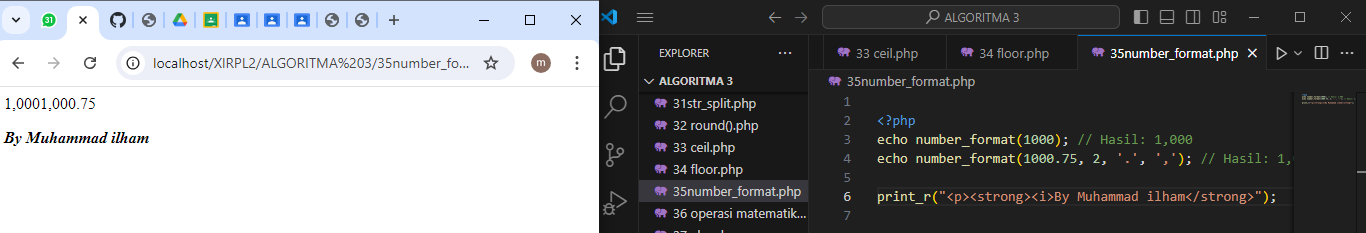 31
localhost/XIRPL2/ALGORITMA%203/35number_fo...
m
1,0001,000.75
By Muhammad ilham
ALGORITMA 3
EXPLORER
ALGORITMA 3
31str_split.php
32 round().php
33 ceil.php
34 floor.php
35number_format.php
36 operasi matematik...
33 ceil.php
34 floor.php
35number_format.php
35number_format.php
1
2 <?php
3 echo number_format(1000); // Hasil: 1,000
4 echo number_format(1000.75, 2, '.', ','); // Hasil: 1,
5
6 print_r("<p><strong><i>By Muhammad ilham</strong>");
7